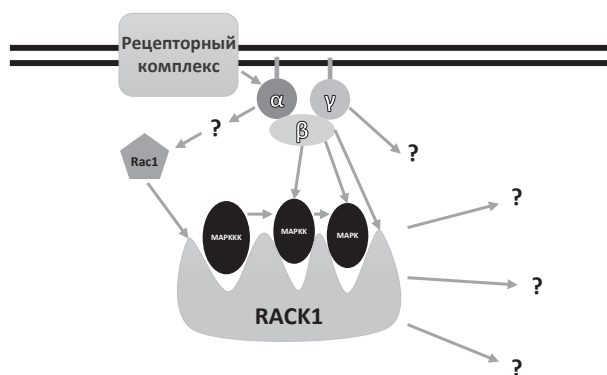 Рецепторный
комплекс
α
γ
β
?
?
Rac1
?
МАРККК
МАРКК
МАРК
?
RACK1
?